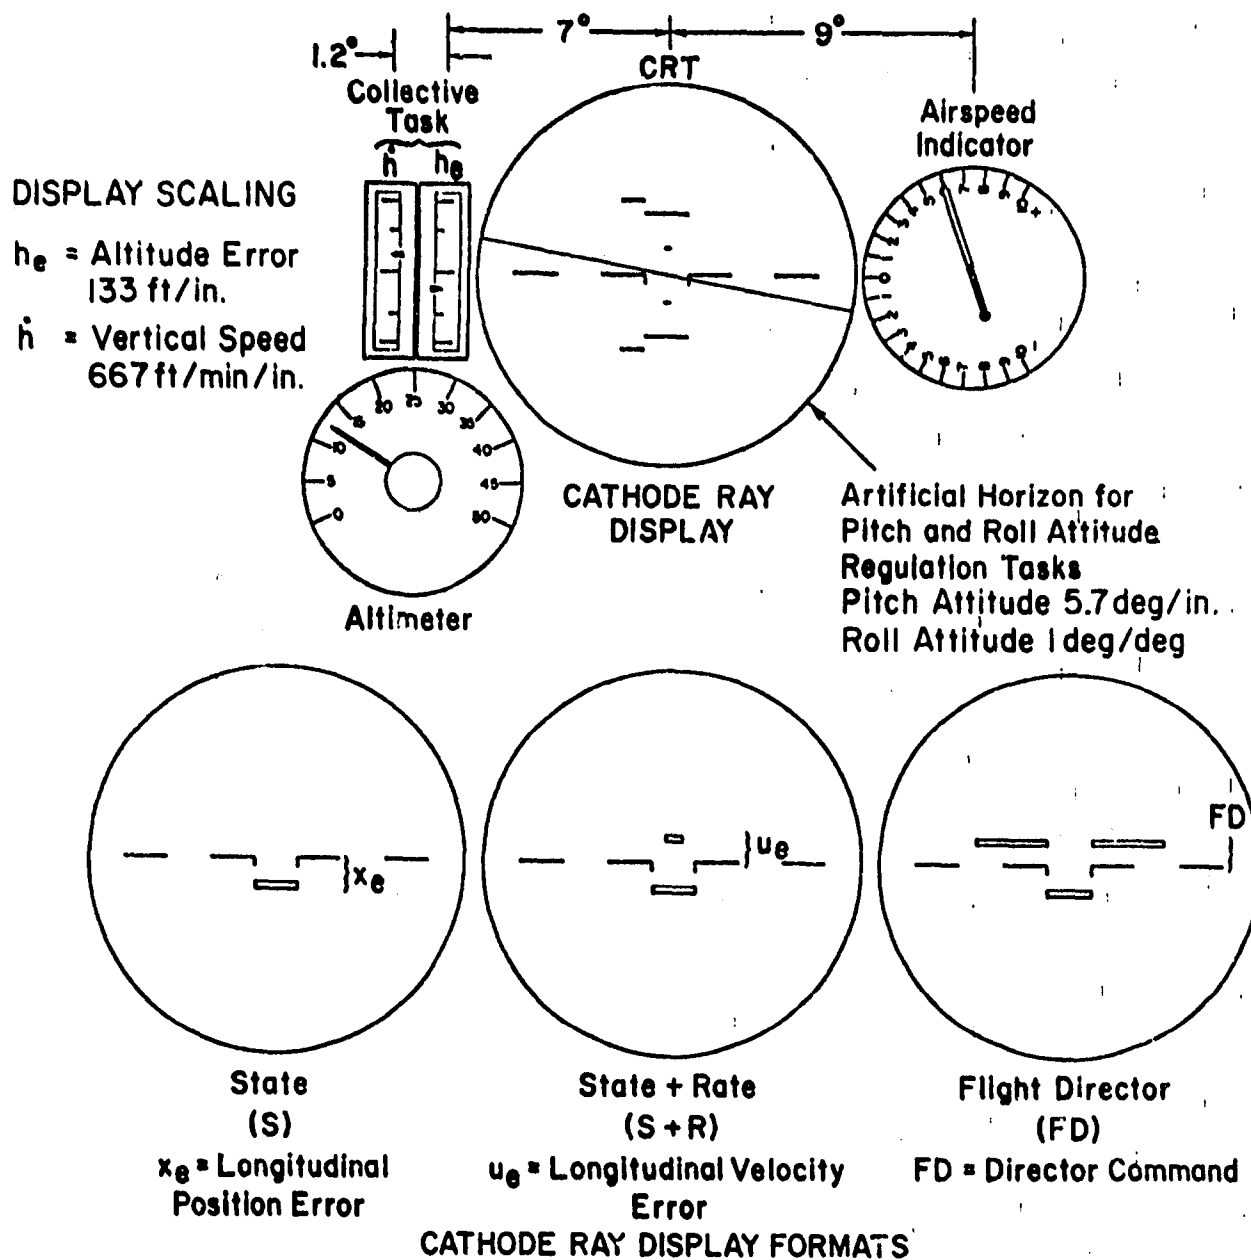 7°
9°
1.2°
CRT
Collective
Task
ḣ
hₑ
Airspeed
Indicator
DISPLAY SCALING
hₑ = Altitude Error
133 ft/in.
ḣ = Vertical Speed
667 ft/min/in.
0
5
10
15
20
25
30
35
40
45
50
Altimeter
CATHODE RAY
DISPLAY
Artificial Horizon for
Pitch and Roll Attitude
Regulation Tasks
Pitch Attitude 5.7 deg/in.
Roll Attitude 1 deg/deg
xₑ
uₑ
FD
State
(S)
xₑ = Longitudinal
Position Error
State + Rate
(S + R)
uₑ = Longitudinal Velocity
Error
Flight Director
(FD)
FD = Director Command
CATHODE RAY DISPLAY FORMATS